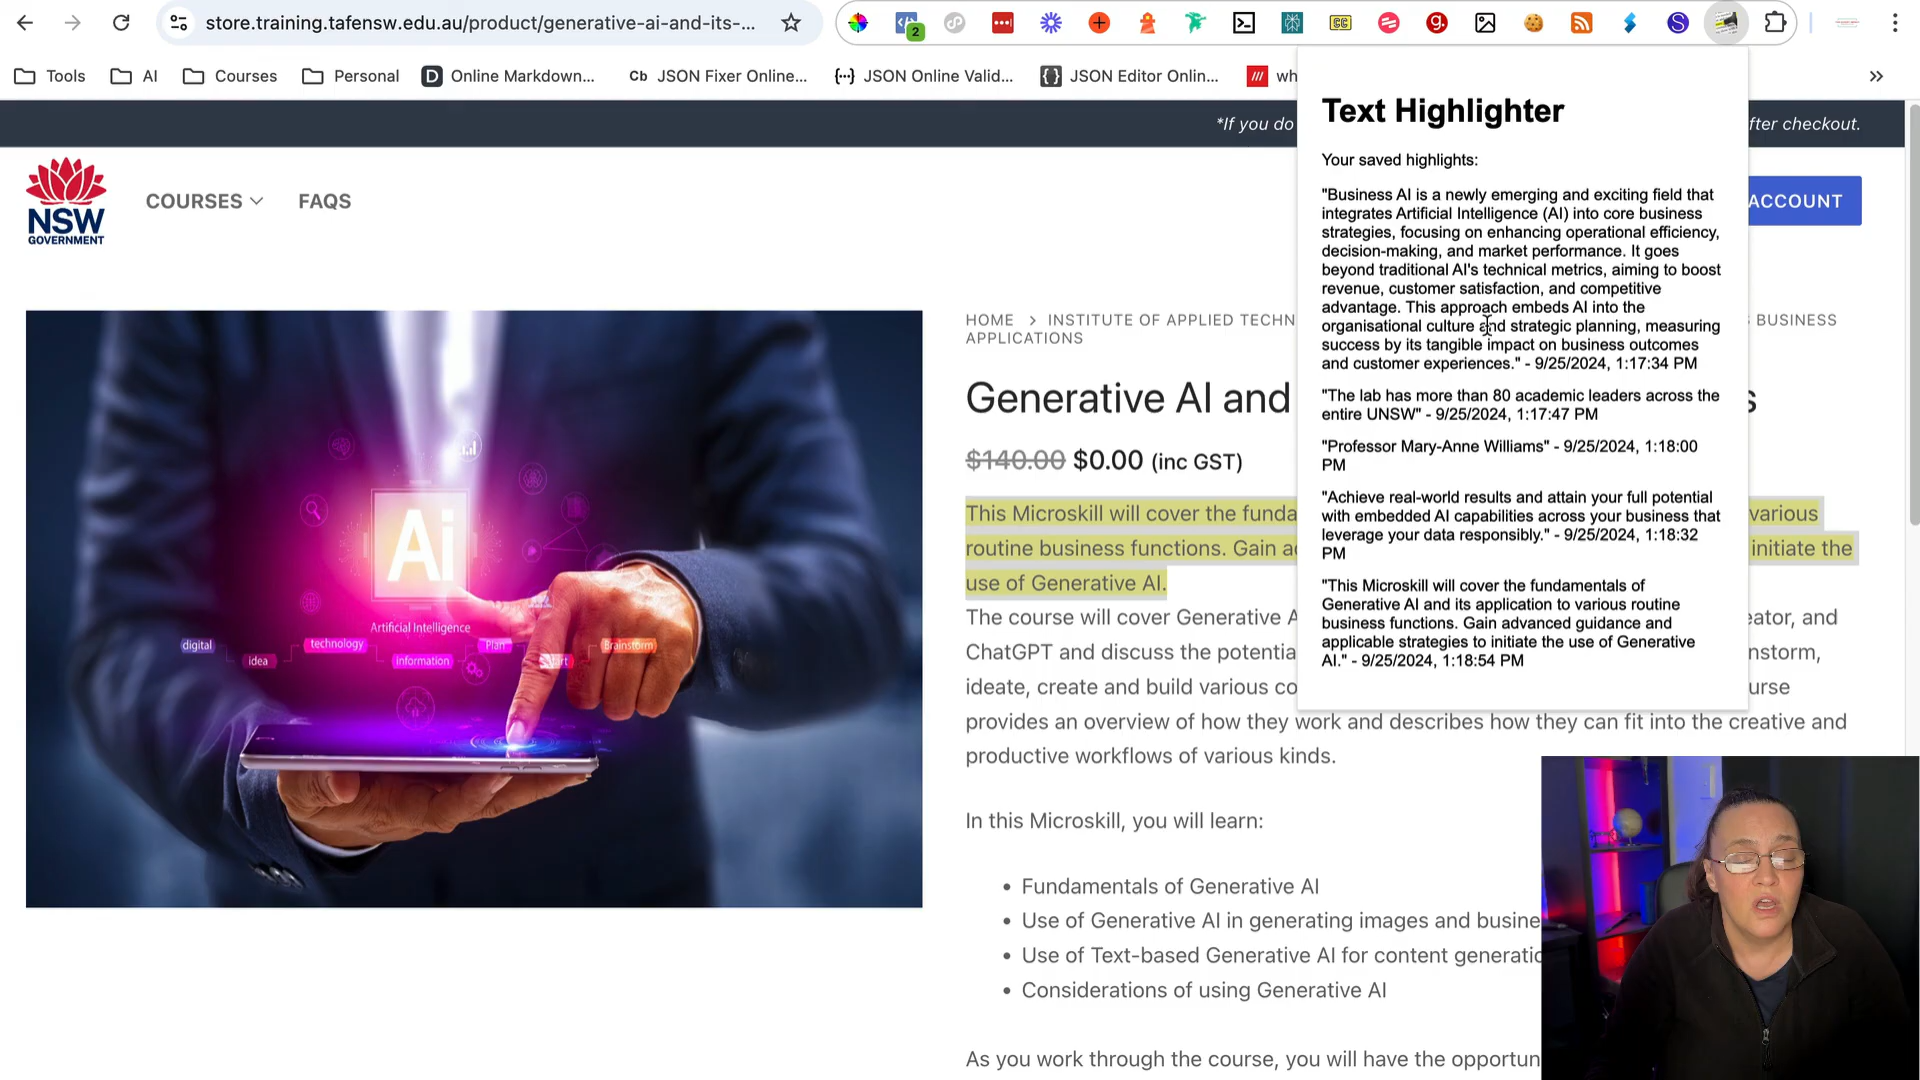 store.training.tafensw.edu.au/product/generative-ai-and-its-...
2
CC
g.
S
Tools
AI
Courses
Personal
D
Online Markdown...
Cb
JSON Fixer Online...
JSON Online Valid...
JSON Editor Onlin...
///
wh
»
*If you do
fter checkout.
NSW
GOVERNMENT
COURSES
FAQS
ACCOUNT
Text Highlighter
Your saved highlights:
"Business AI is a newly emerging and exciting field that
integrates Artificial Intelligence (AI) into core business
strategies, focusing on enhancing operational efficiency,
decision-making, and market performance. It goes
beyond traditional AI's technical metrics, aiming to boost
revenue, customer satisfaction, and competitive
advantage. This approach embeds AI into the
organisational culture and strategic planning, measuring
success by its tangible impact on business outcomes
and customer experiences." - 9/25/2024, 1:17:34 PM
"The lab has more than 80 academic leaders across the
entire UNSW" - 9/25/2024, 1:17:47 PM
"Professor Mary-Anne Williams" - 9/25/2024, 1:18:00
PM
"Achieve real-world results and attain your full potential
with embedded AI capabilities across your business that
leverage your data responsibly." - 9/25/2024, 1:18:32
PM
"This Microskill will cover the fundamentals of
Generative AI and its application to various routine
business functions. Gain advanced guidance and
applicable strategies to initiate the use of Generative
AI." - 9/25/2024, 1:18:54 PM
Ai
Artificial Intelligence
digital
idea
technology
information
Plan
Brainstorm
HOME > INSTITUTE OF APPLIED TECHN
S BUSINESS
APPLICATIONS
Generative AI and
s
$140.00 $0.00 (inc GST)
This Microskill will cover the funda
various
routine business functions. Gain ad
initiate the
use of Generative AI.
The course will cover Generative A
eator, and
ChatGPT and discuss the potentia
nstorm,
ideate, create and build various co
urse
provides an overview of how they work and describes how they can fit into the creative and
productive workflows of various kinds.
In this Microskill, you will learn:
• Fundamentals of Generative AI
• Use of Generative AI in generating images and busine
• Use of Text-based Generative AI for content generatio
• Considerations of using Generative AI
As you work through the course, you will have the opportun